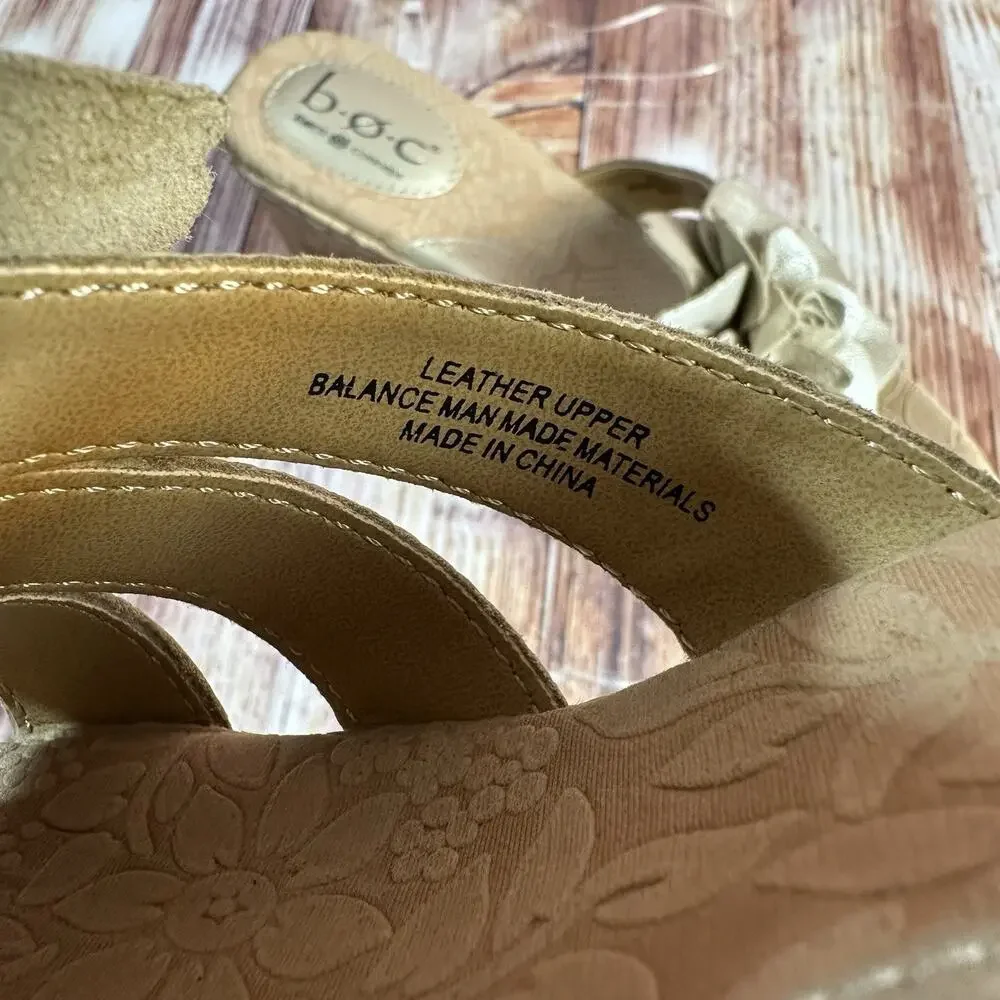 b·ø·c®
LEATHER UPPER
BALANCE MAN MADE MATERIALS
MADE IN CHINA